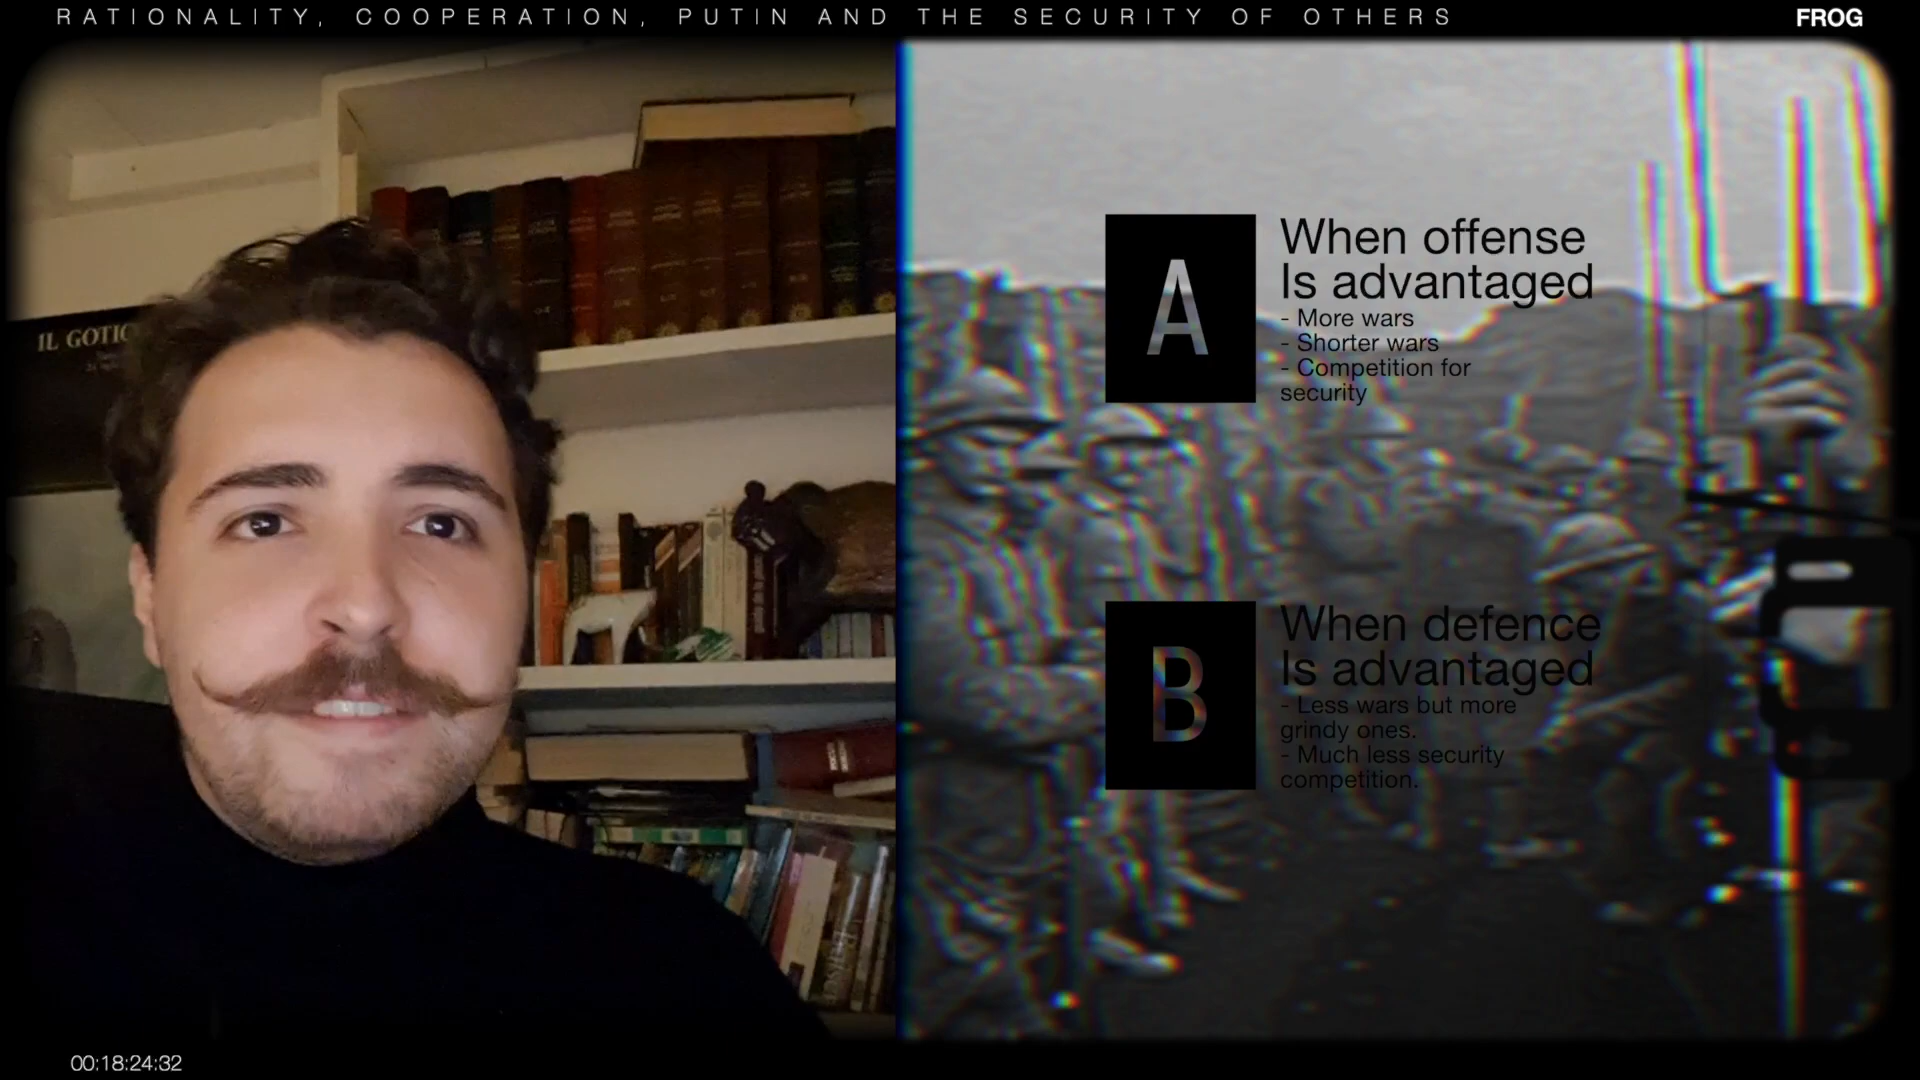 RATIONALITY, COOPERATION, PUTIN AND THE SECURITY OF OTHERS
FROG
IL GOTIC
A
When offense
Is advantaged
- More wars
- Shorter wars
- Competition for
security
B
When defence
Is advantaged
- Less wars but more
grindy ones.
- Much less security
competition.
00:18:24:32